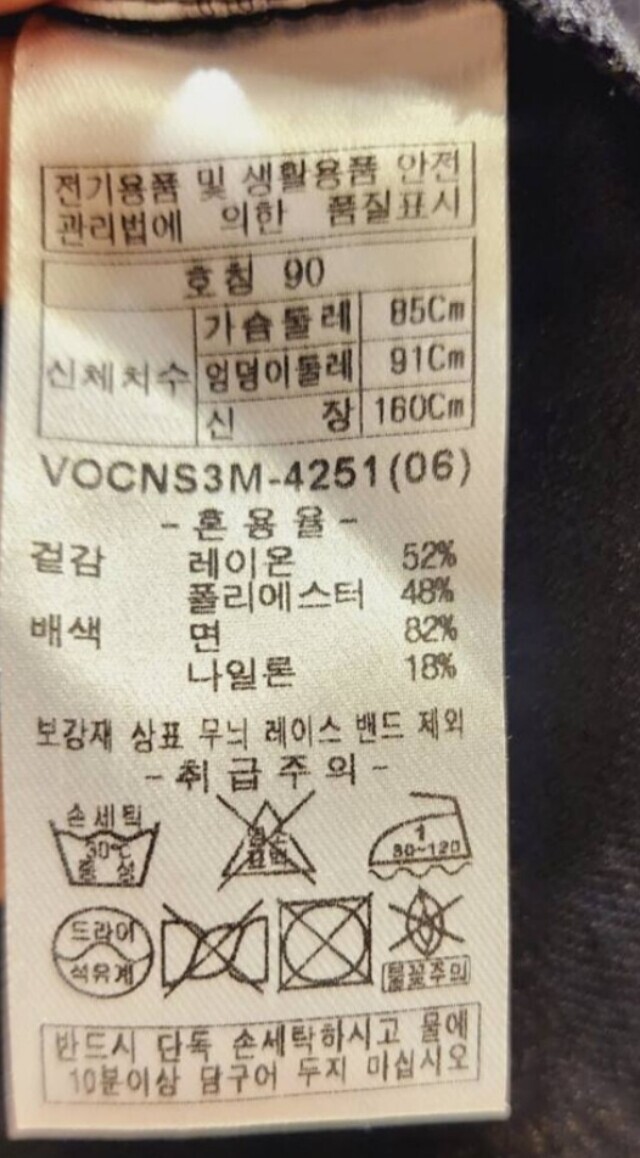 전기용품 및 생활용품 안전
관리법에 의한 품질표시
호칭 90
신체치수
가슴둘레 85Cm
엉덩이둘레 91Cm
신 장 160Cm
VOCNS3M-4251(06)
- 혼 용 율 -
겉감 레이온 52%
폴리에스터 48%
배색 면 82%
나일론 18%
보강재 상표 무늬 레이스 밴드 제외
- 취 급 주 의 -
손세탁
30℃
중 성
염소
표백
1
80~120
드라이
석유계
불꽃주의
반드시 단독 손세탁하시고 물에
10분이상 담구어 두지 마십시오